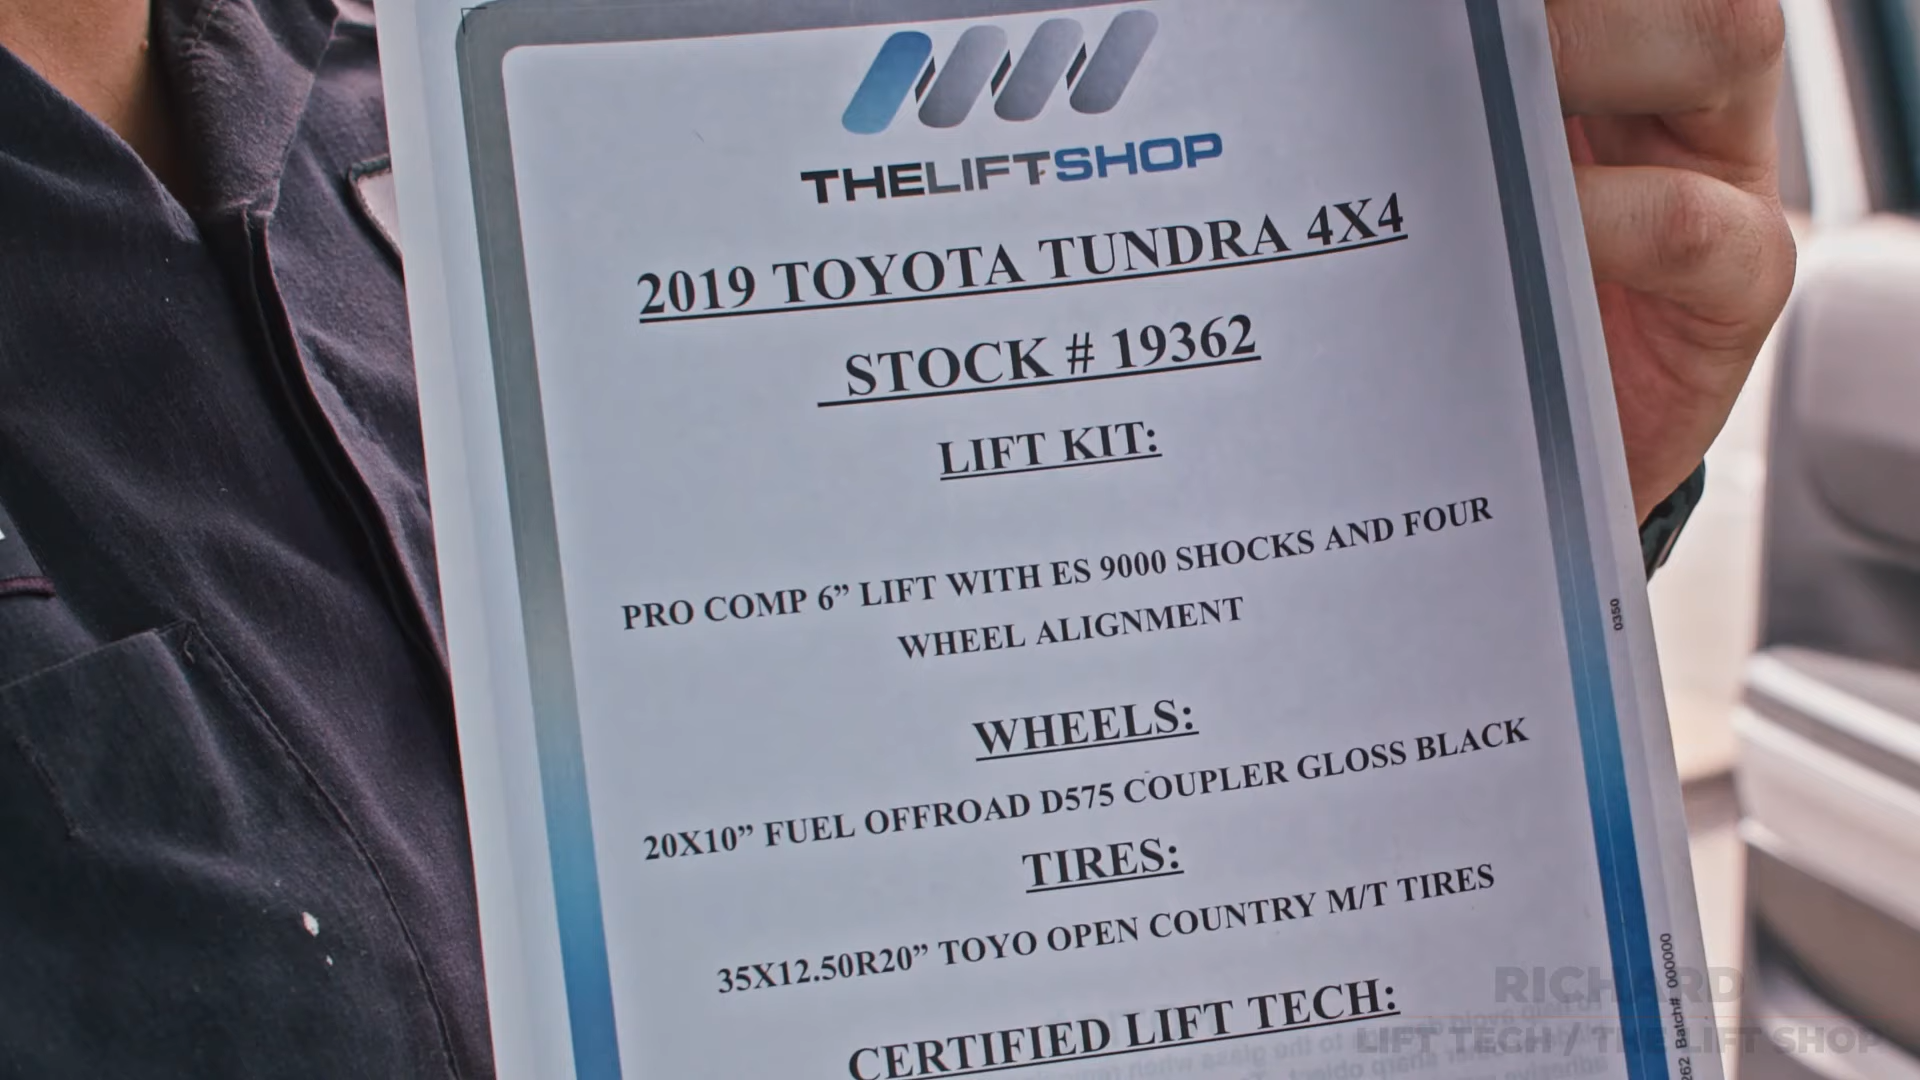 THELIFTSHOP
2019 TOYOTA TUNDRA 4X4
STOCK # 19362
LIFT KIT:
PRO COMP 6” LIFT WITH ES 9000 SHOCKS AND FOUR
WHEEL ALIGNMENT
WHEELS:
20X10” FUEL OFFROAD D575 COUPLER GLOSS BLACK
TIRES:
35X12.50R20” TOYO OPEN COUNTRY M/T TIRES
CERTIFIED LIFT TECH:
0350
262 Batch# 000000
RICHARD
LIFT TECH / THE LIFT SHOP